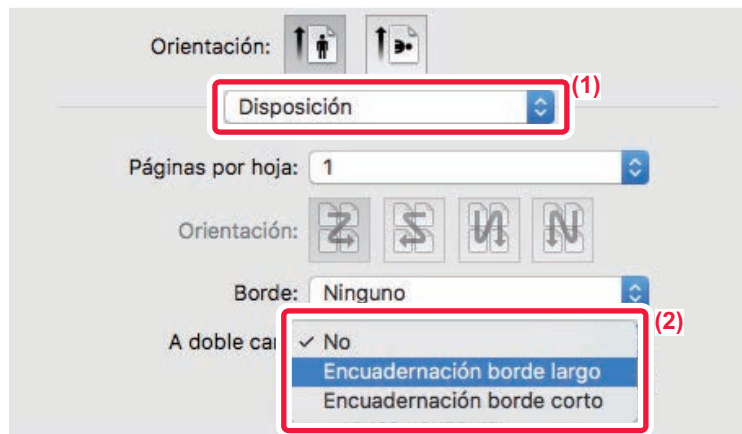 Orientación:
(1)
Disposición
Páginas por hoja: 1
Orientación:
Borde: Ninguno
(2)
A doble car ✓ No
Encuadernación borde largo
Encuadernación borde corto